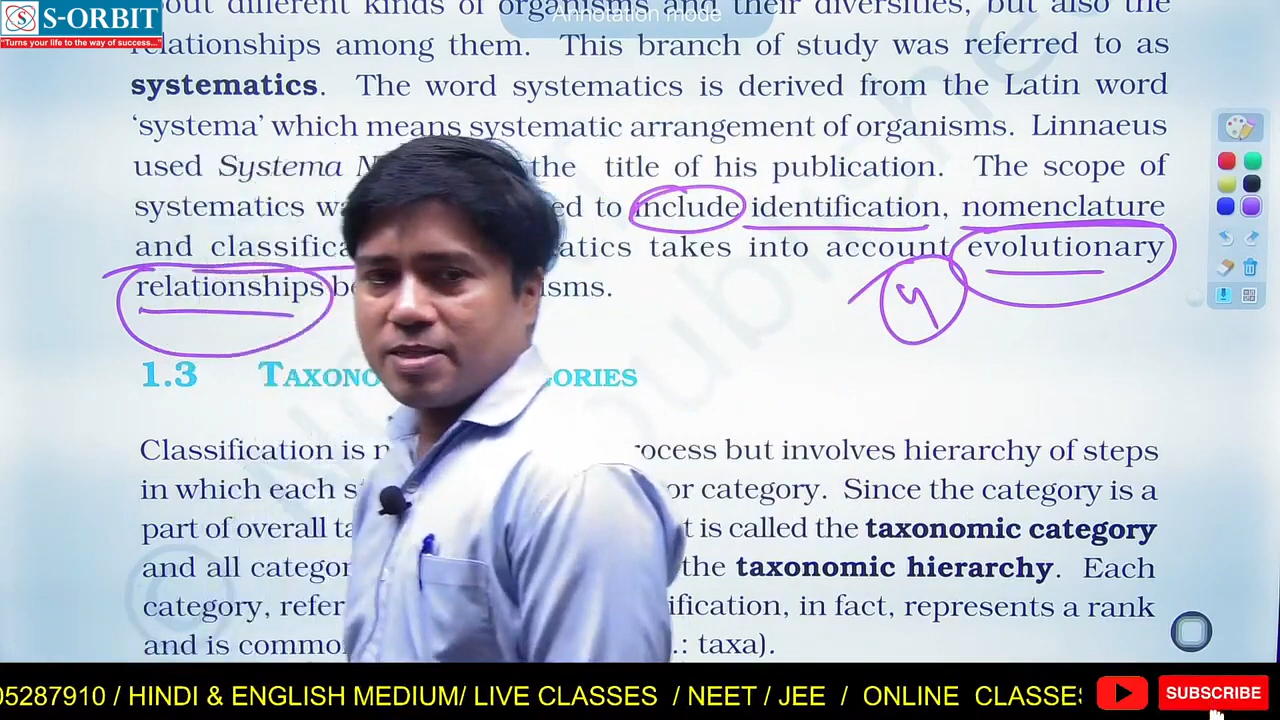 S-ORBIT
"Turns your life to the way of success..."
Annotation mode
out different kinds of organisms and their diversities, but also the
relationships among them. This branch of study was referred to as
systematics. The word systematics is derived from the Latin word
'systema' which means systematic arrangement of organisms. Linnaeus
used Systema N the title of his publication. The scope of
systematics w ed to include identification, nomenclature
and classifica atics takes into account evolutionary
relationships be isms.
1.3 TAXONO ORIES
Classification is n rocess but involves hierarchy of steps
in which each s or category. Since the category is a
part of overall ta t is called the taxonomic category
and all categor the taxonomic hierarchy. Each
category, refer ification, in fact, represents a rank
and is commo .: taxa).
05287910 / HINDI & ENGLISH MEDIUM/ LIVE CLASSES / NEET / JEE / ONLINE CLASSES
SUBSCRIBE